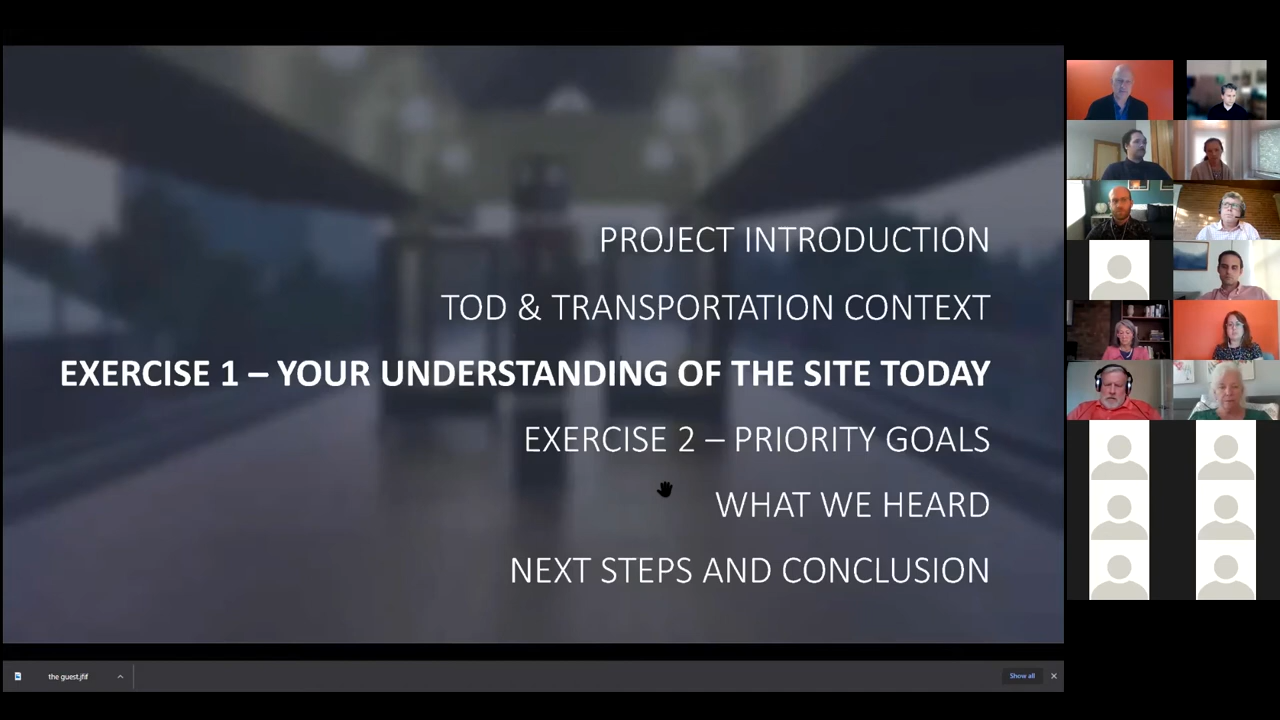 PROJECT INTRODUCTION
TOD & TRANSPORTATION CONTEXT
EXERCISE 1 – YOUR UNDERSTANDING OF THE SITE TODAY
EXERCISE 2 – PRIORITY GOALS
WHAT WE HEARD
NEXT STEPS AND CONCLUSION
the guest.jfif
Show all